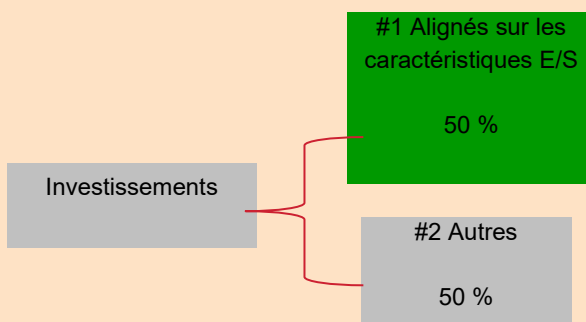 #1 Alignés sur les
caractéristiques E/S
50 %
Investissements
#2 Autres
50 %